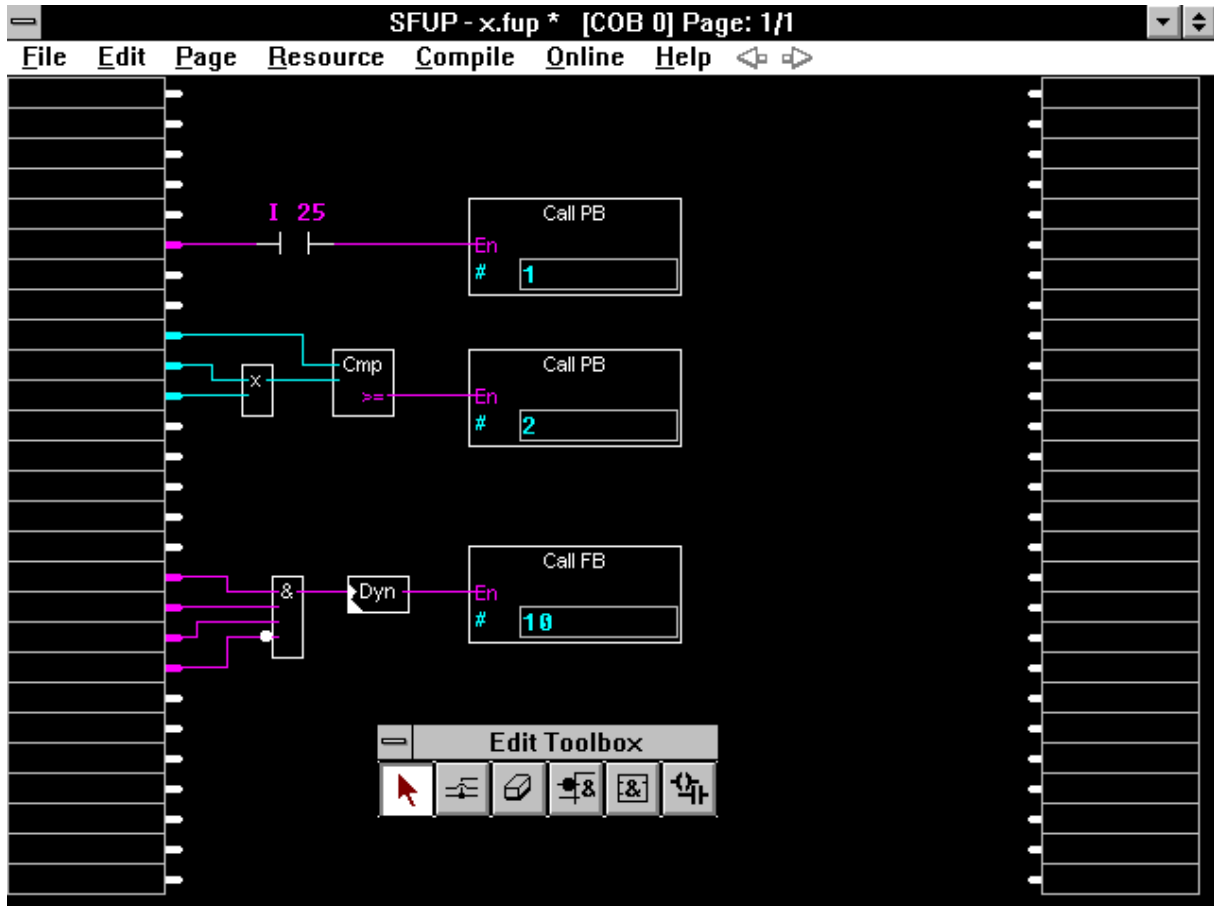 SFUP - x.fup * [COB 0] Page: 1/1
File Edit Page Resource Compile Online Help
I 25
Call PB
En
# 1
Cmp
x
>=
Call PB
En
# 2
&
Dyn
Call FB
En
# 10
Edit Toolbox
& &